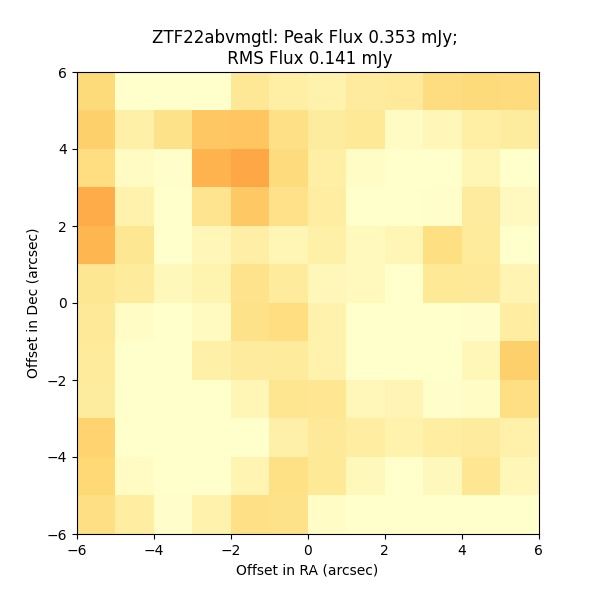 ZTF22abvmgtl: Peak Flux 0.353 mJy;
RMS Flux 0.141 mJy
6
4
2
0
−2
−4
−6
Offset in Dec (arcsec)
−6 −4 −2 0 2 4 6
Offset in RA (arcsec)